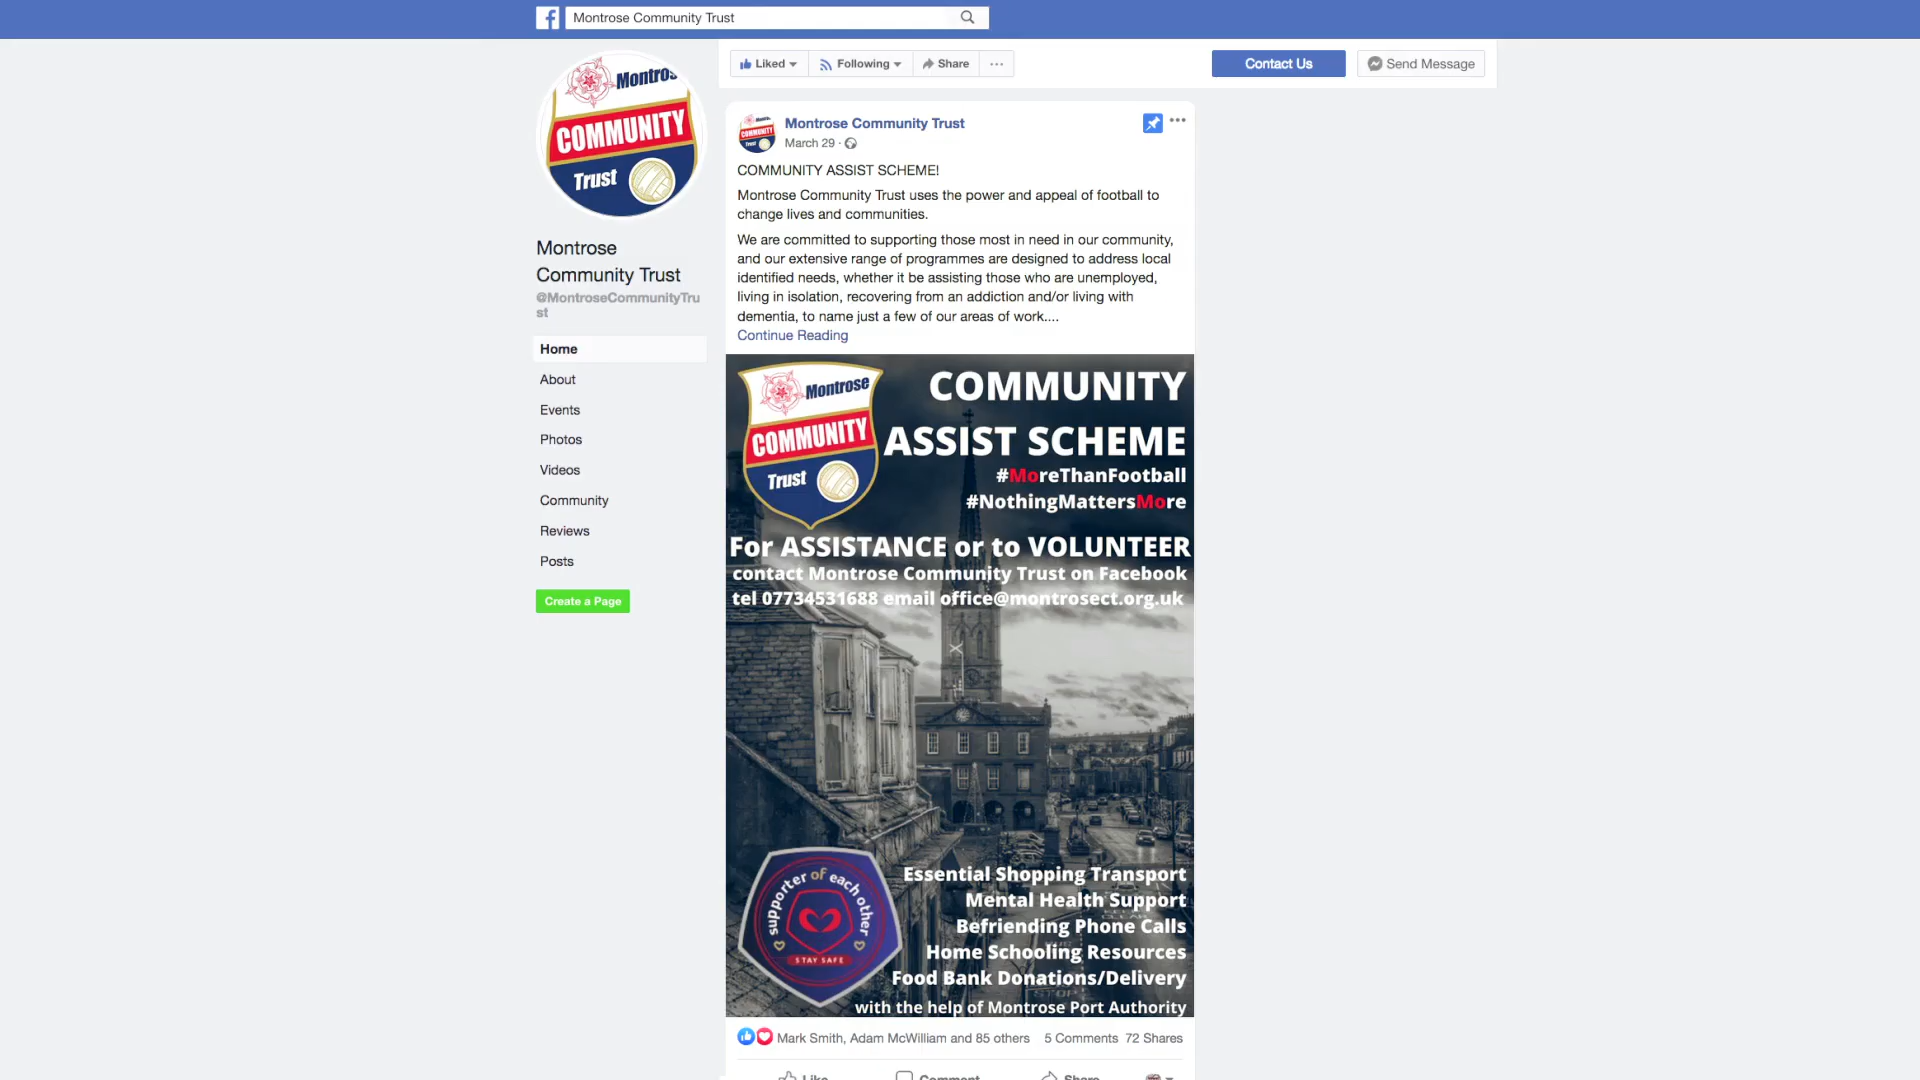 Montrose Community Trust
Montrose
COMMUNITY
Trust
Montrose
Community Trust
@MontroseCommunityTru
st
Home
About
Events
Photos
Videos
Community
Reviews
Posts
Create a Page
Liked
Following
Share
Contact Us
Send Message
Montrose Community Trust
March 29 ·
COMMUNITY ASSIST SCHEME!
Montrose Community Trust uses the power and appeal of football to
change lives and communities.
We are committed to supporting those most in need in our community,
and our extensive range of programmes are designed to address local
identified needs, whether it be assisting those who are unemployed,
living in isolation, recovering from an addiction and/or living with
dementia, to name just a few of our areas of work....
Continue Reading
Montrose
COMMUNITY
Trust
COMMUNITY
ASSIST SCHEME
#MoreThanFootball
#NothingMattersMore
For ASSISTANCE or to VOLUNTEER
contact Montrose Community Trust on Facebook
tel 07734531688 email office@montrosect.org.uk
supporter of each other
STAY SAFE
Essential Shopping Transport
Mental Health Support
Befriending Phone Calls
Home Schooling Resources
Food Bank Donations/Delivery
with the help of Montrose Port Authority
Mark Smith, Adam McWilliam and 85 others 5 Comments 72 Shares
Like Comment Share